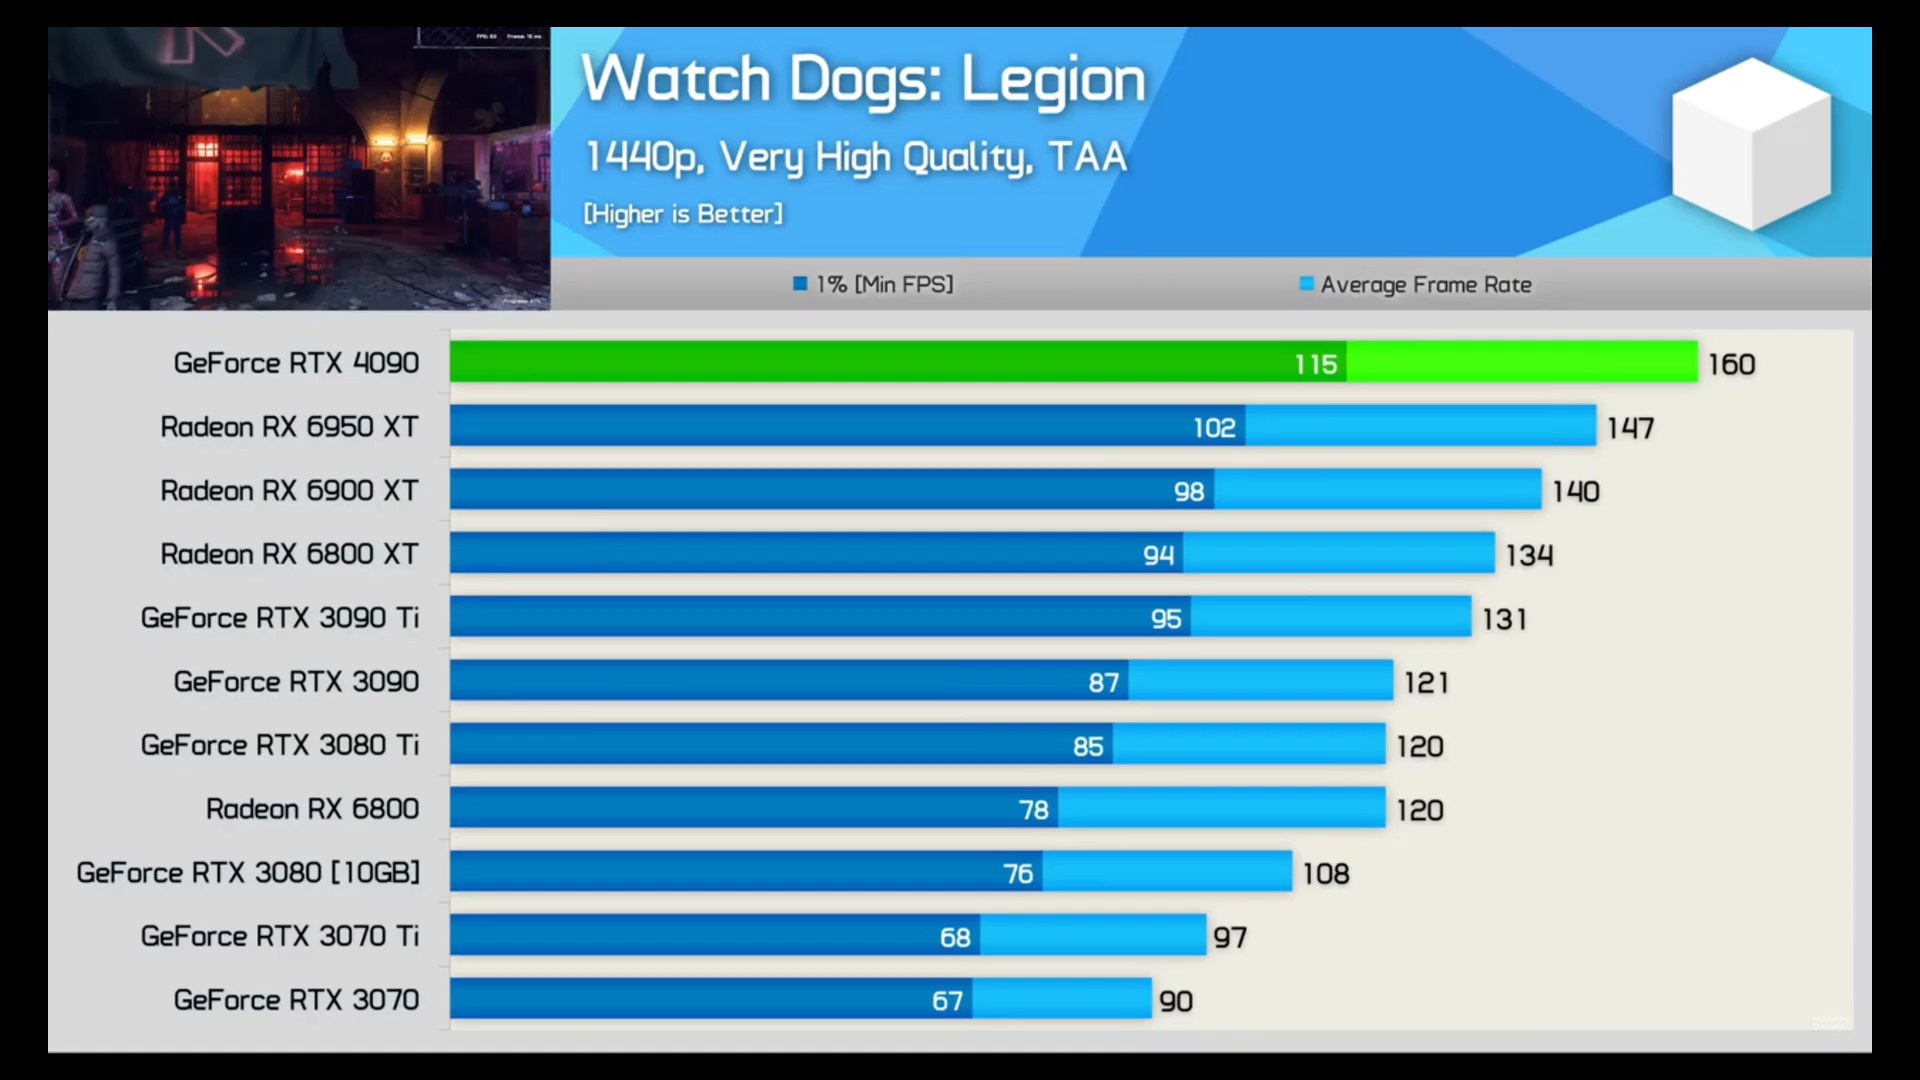 Watch Dogs: Legion
1440p, Very High Quality, TAA
[Higher is Better]
1% [Min FPS]
Average Frame Rate
GeForce RTX 4090 115 160
Radeon RX 6950 XT 102 147
Radeon RX 6900 XT 98 140
Radeon RX 6800 XT 94 134
GeForce RTX 3090 Ti 95 131
GeForce RTX 3090 87 121
GeForce RTX 3080 Ti 85 120
Radeon RX 6800 78 120
GeForce RTX 3080 [10GB] 76 108
GeForce RTX 3070 Ti 68 97
GeForce RTX 3070 67 90